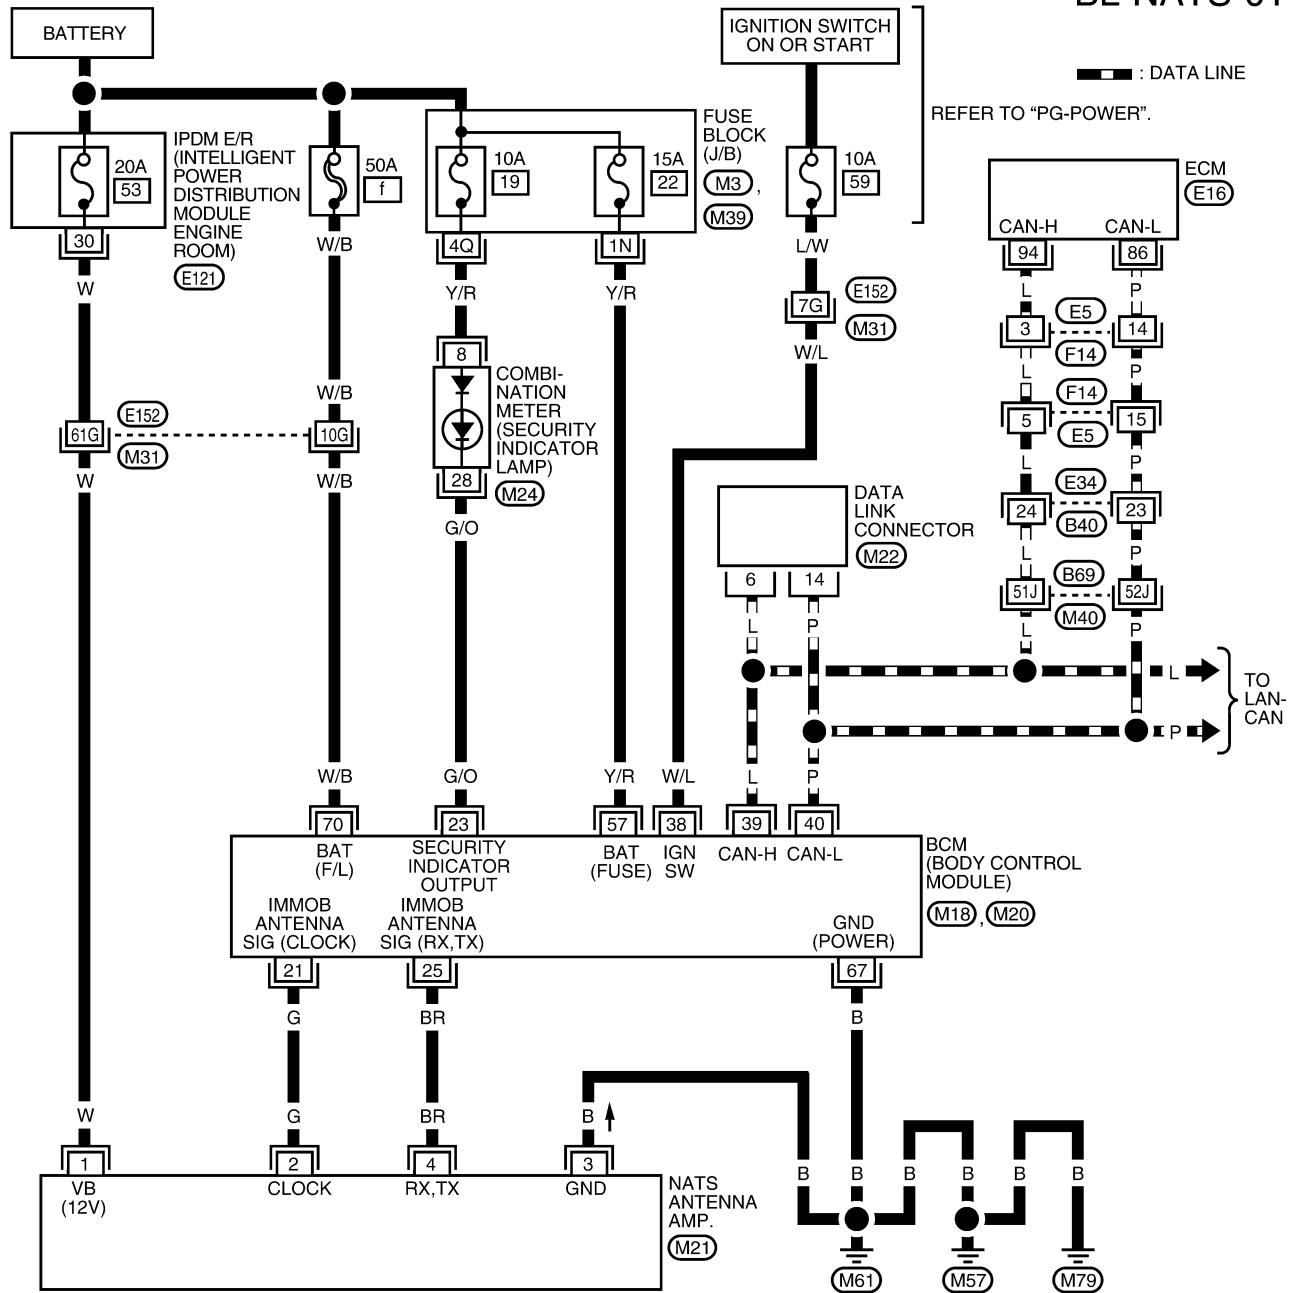 BATTERY
IGNITION SWITCH
ON OR START
: DATA LINE
REFER TO “PG-POWER”.
IPDM E/R
(INTELLIGENT
POWER
DISTRIBUTION
MODULE
ENGINE
ROOM)
E121
20A
53
50A
f
10A
19
15A
22
FUSE
BLOCK
(J/B)
M3 ,
M39
10A
59
ECM
E16
CAN-H CAN-L
30
W
W/B
4Q
1N
Y/R
Y/R
L/W
7G
E152
M31
W/L
94
86
L
P
3
E5
14
F14
L
P
5
F14
15
E5
L
P
24
E34
23
B40
L
P
51J
B69
52J
M40
L
P
8
COMBI-
NATION
METER
(SECURITY
INDICATOR
LAMP)
M24
28
G/O
W/B
61G
E152
10G
M31
W
W/B
DATA
LINK
CONNECTOR
M22
6
14
L
P
L
P
TO
LAN-
CAN
W/B
G/O
Y/R
W/L
L
P
70
23
57
38
39
40
BAT
(F/L)
SECURITY
INDICATOR
OUTPUT
BAT
(FUSE)
IGN
SW
CAN-H CAN-L
BCM
(BODY CONTROL
MODULE)
M18 , M20
IMMOB
ANTENNA
SIG (CLOCK)
IMMOB
ANTENNA
SIG (RX,TX)
GND
(POWER)
21
25
67
G
BR
B
W
G
BR
B
1
2
4
3
VB
(12V)
CLOCK
RX,TX
GND
NATS
ANTENNA
AMP.
M21
B
B
B
B
B
B
M61
M57
M79